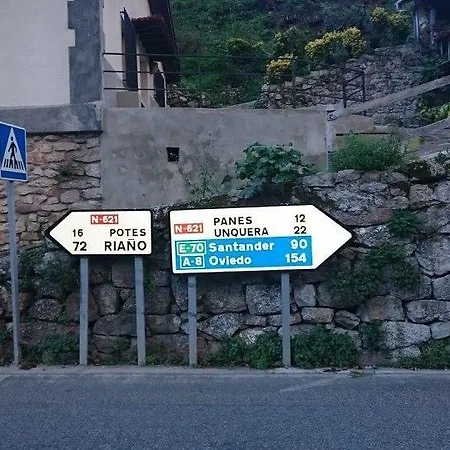 N-621
16 POTES
72 RIAÑO
N-621 PANES 12
UNQUERA 22
E-70 Santander 90
A-8 Oviedo 154